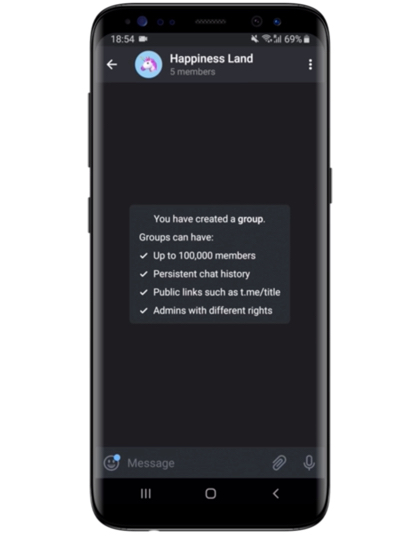 18:54 69%
Happiness Land
5 members
You have created a group.
Groups can have:
✓ Up to 100,000 members
✓ Persistent chat history
✓ Public links such as t.me/title
✓ Admins with different rights
Message